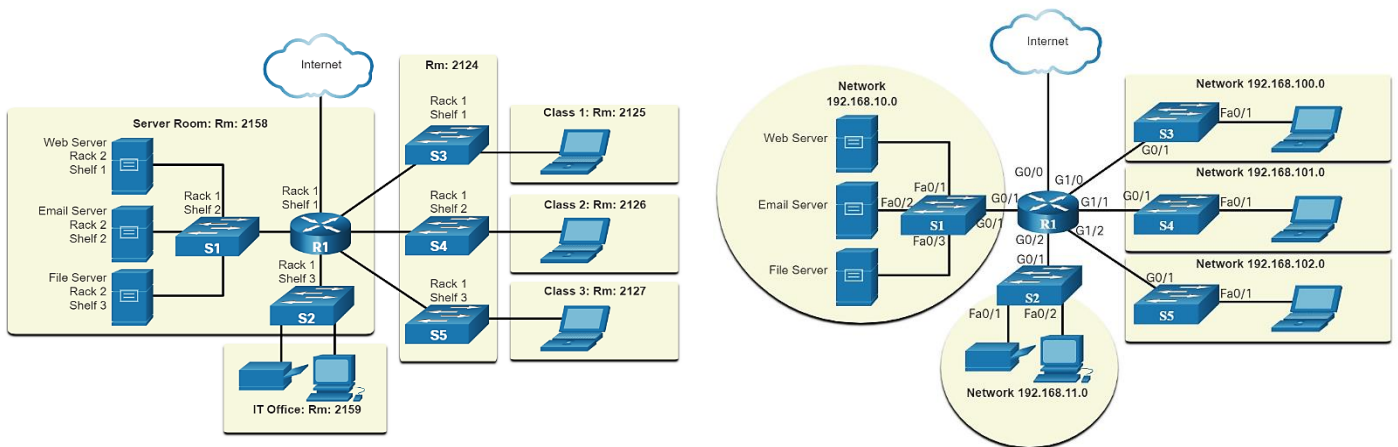 Internet
Rm: 2124
Server Room: Rm: 2158
Web Server
Rack 2
Shelf 1
Email Server
Rack 2
Shelf 2
File Server
Rack 2
Shelf 3
Rack 1
Shelf 2
S1
Rack 1
Shelf 1
R1
Rack 1
Shelf 3
S2
IT Office: Rm: 2159
Rack 1
Shelf 1
S3
Rack 1
Shelf 2
S4
Rack 1
Shelf 3
S5
Class 1: Rm: 2125
Class 2: Rm: 2126
Class 3: Rm: 2127
Internet
Network
192.168.10.0
Web Server
Email Server
File Server
Fa0/1
Fa0/2
Fa0/3
S1
G0/1
G0/1
G0/0
G1/0
G1/1
G1/2
R1
G0/2
G0/1
S2
Fa0/1
Fa0/2
Network 192.168.11.0
Network 192.168.100.0
Fa0/1
S3
G0/1
Network 192.168.101.0
G0/1
Fa0/1
S4
Network 192.168.102.0
G0/1
Fa0/1
S5